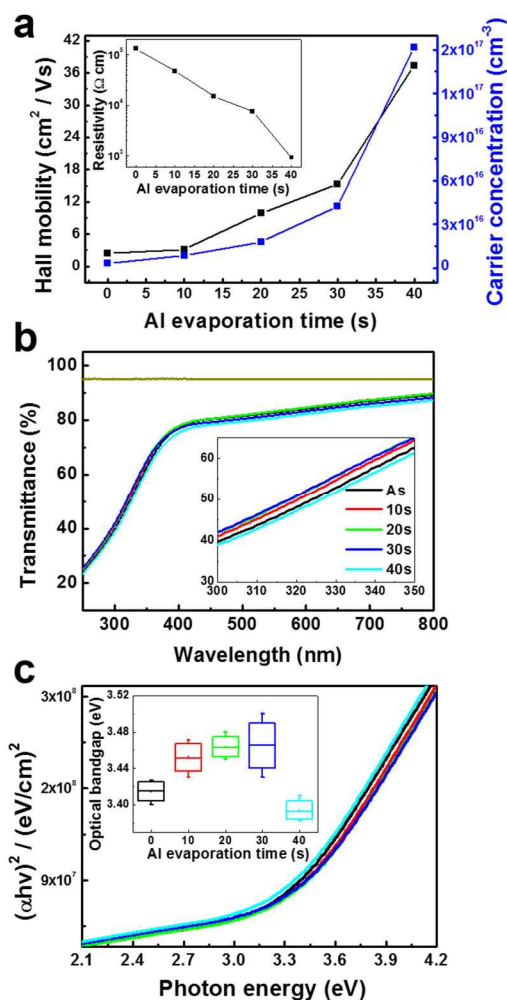 a
Hall mobility (cm² / Vs)
42
36
30
24
18
12
6
0
Resistivity (Ω cm)
10⁵
10⁴
10³
0 5 10 15 20 25 30 35 40
Al evaporation time (s)
2x10¹⁷
1x10¹⁷
9x10¹⁶
6x10¹⁶
3x10¹⁶
0
Carrier concentration (cm⁻³)
0 5 10 15 20 25 30 35 40
Al evaporation time (s)
b
Transmittance (%)
100
80
60
40
20
60
50
40
30
300 310 320 330 340 350
As
10s
20s
30s
40s
300 400 500 600 700 800
Wavelength (nm)
c
(αhν)² / (eV/cm)²
3x10⁸
2x10⁸
9x10⁷
Optical bandgap (eV)
3.52
3.48
3.44
3.40
0 10 20 30 40
Al evaporation time (s)
2.1 2.4 2.7 3.0 3.3 3.6 3.9 4.2
Photon energy (eV)